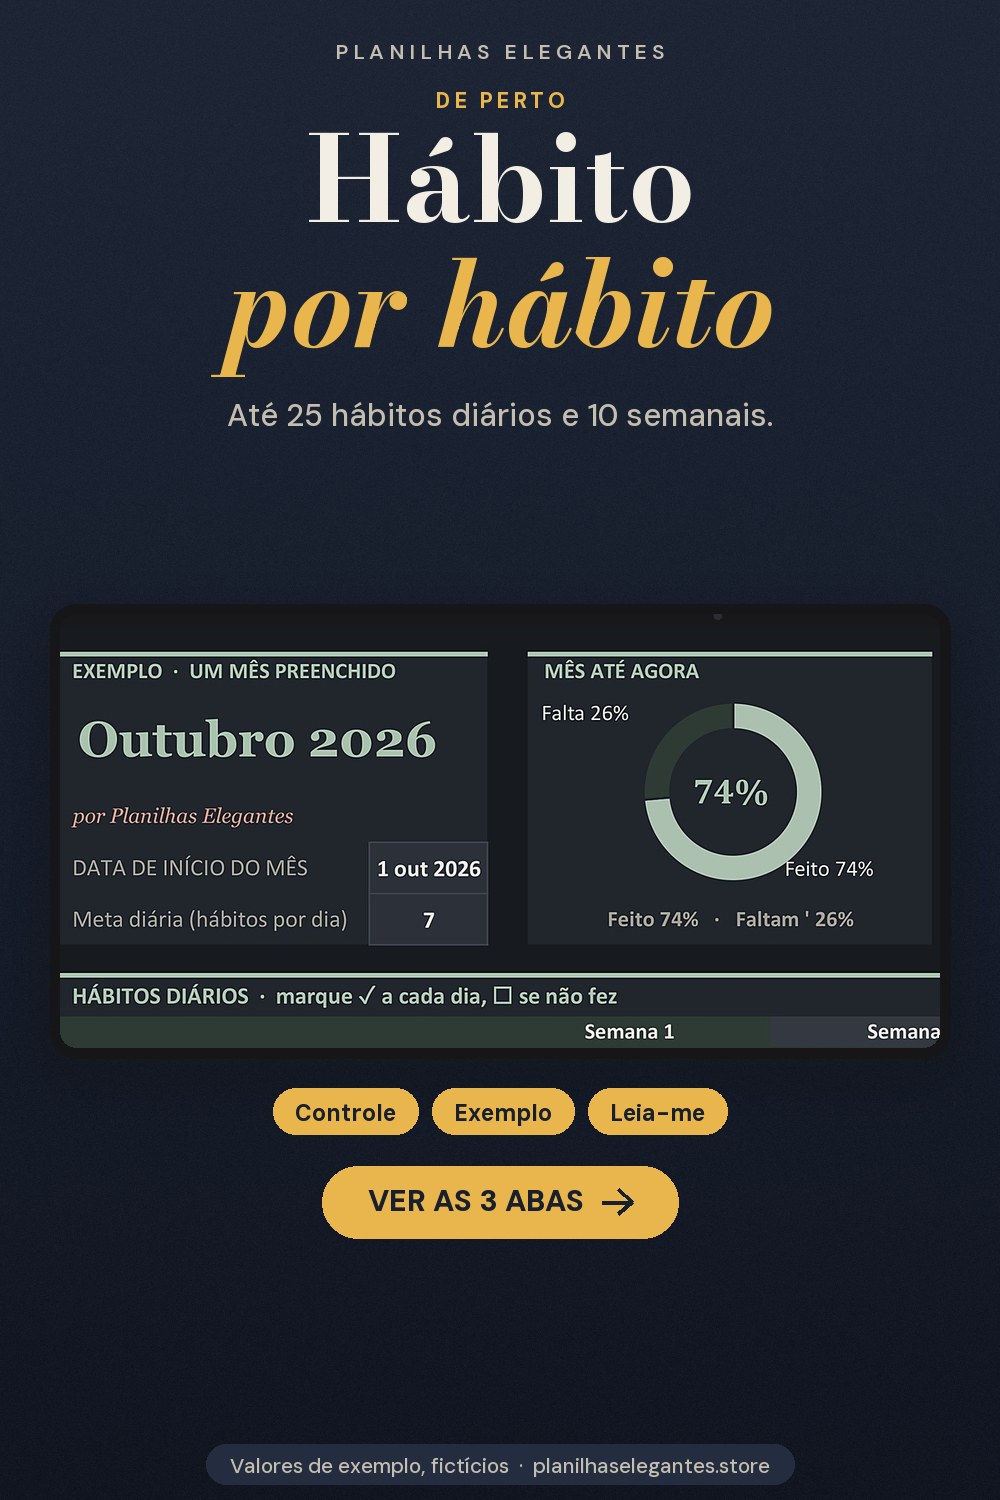 PLANILHAS ELEGANTES
DE PERTO
Hábito
por hábito
Até 25 hábitos diários e 10 semanais.
EXEMPLO · UM MÊS PREENCHIDO
Outubro 2026
por Planilhas Elegantes
DATA DE INÍCIO DO MÊS 1 out 2026
Meta diária (hábitos por dia) 7
MÊS ATÉ AGORA
Falta 26%
74%
Feito 74%
Feito 74% · Faltam ' 26%
HÁBITOS DIÁRIOS · marque ✓ a cada dia, ☐ se não fez
Semana 1 Semana
Controle Exemplo Leia-me
VER AS 3 ABAS →
Valores de exemplo, fictícios · planilhaselegantes.store